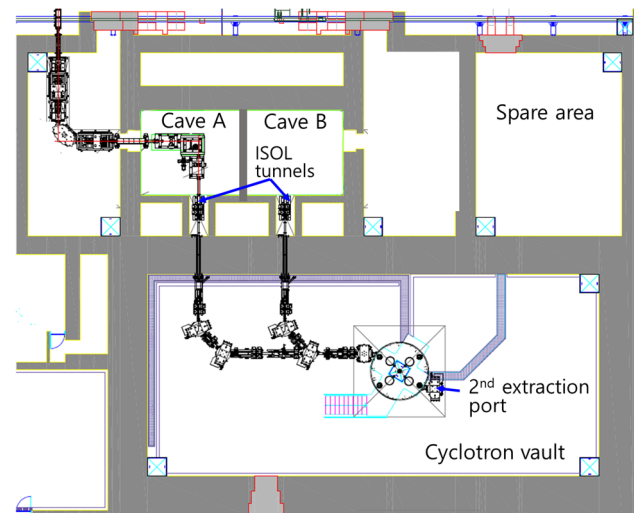 Cave A
Cave B
Spare area
ISOL
tunnels
2nd extraction
port
Cyclotron vault